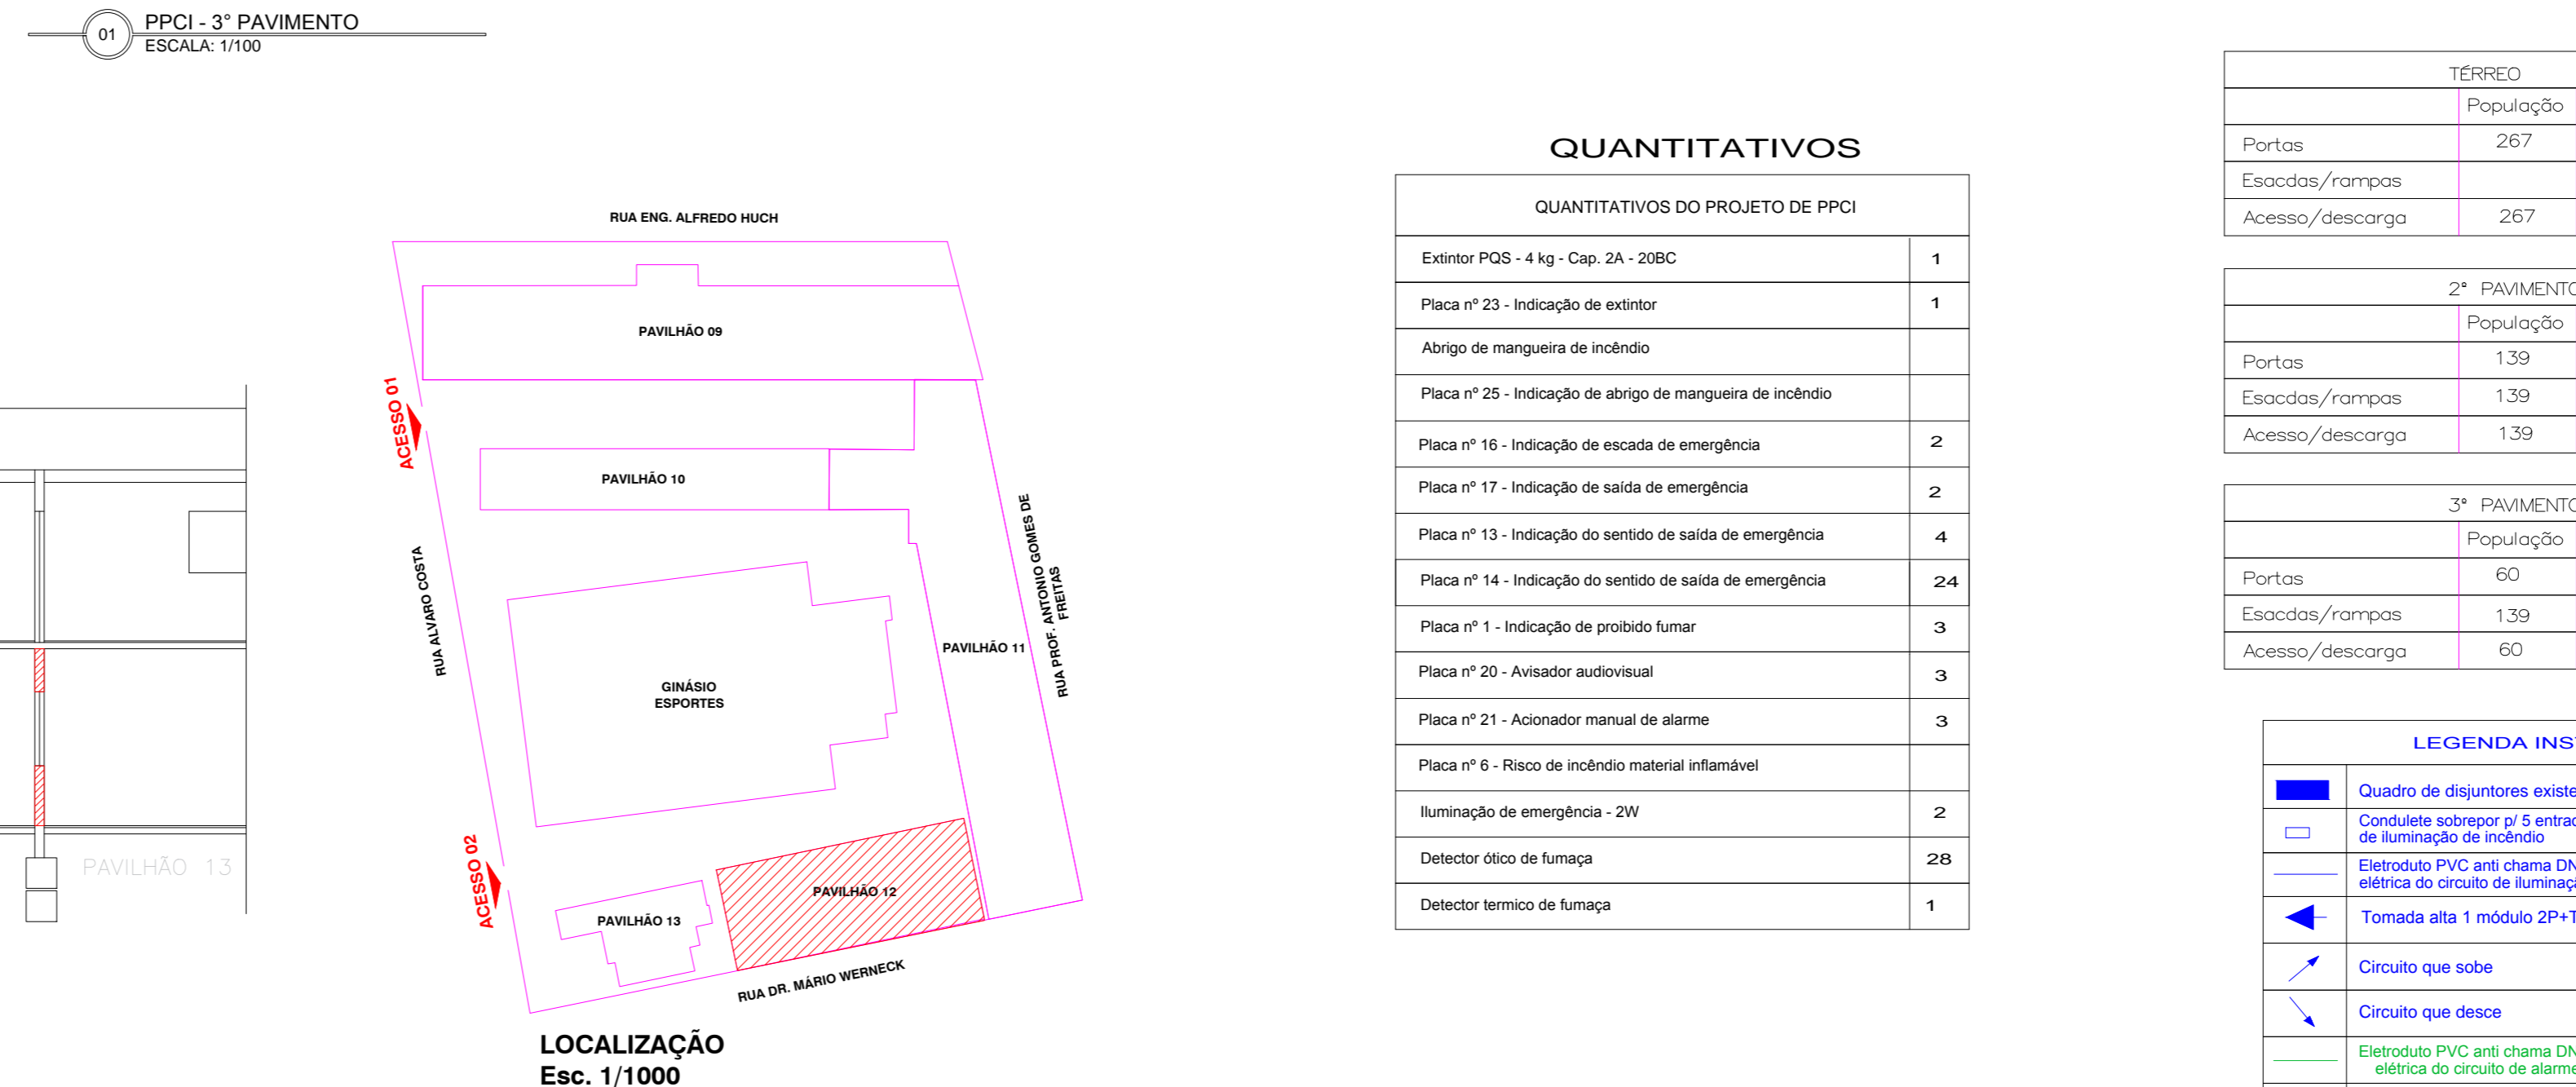 01
PPCI - 3° PAVIMENTO
ESCALA: 1/100
PAVILHÃO 13
RUA ENG. ALFREDO HUCH
PAVILHÃO 09
ACESSO 01
PAVILHÃO 10
RUA ALVARO COSTA
RUA PROF. ANTONIO GOMES DE
FREITAS
PAVILHÃO 11
GINÁSIO
ESPORTES
ACESSO 02
PAVILHÃO 12
PAVILHÃO 13
RUA DR. MÁRIO WERNECK
LOCALIZAÇÃO
Esc. 1/1000
QUANTITATIVOS
QUANTITATIVOS DO PROJETO DE PPCI
Extintor PQS - 4 kg - Cap. 2A - 20BC 1
Placa nº 23 - Indicação de extintor 1
Abrigo de mangueira de incêndio
Placa nº 25 - Indicação de abrigo de mangueira de incêndio
Placa nº 16 - Indicação de escada de emergência 2
Placa nº 17 - Indicação de saída de emergência 2
Placa nº 13 - Indicação do sentido de saída de emergência 4
Placa nº 14 - Indicação do sentido de saída de emergência 24
Placa nº 1 - Indicação de proibido fumar 3
Placa nº 20 - Avisador audiovisual 3
Placa nº 21 - Acionador manual de alarme 3
Placa nº 6 - Risco de incêndio material inflamável
Iluminação de emergência - 2W 2
Detector ótico de fumaça 28
Detector termico de fumaça 1
TÉRREO
População
Portas 267
Esacdas/rampas
Acesso/descarga 267
2° PAVIMENTO
População
Portas 139
Esacdas/rampas 139
Acesso/descarga 139
3° PAVIMENTO
População
Portas 60
Esacdas/rampas 139
Acesso/descarga 60
LEGENDA INS
Quadro de disjuntores existe
Condulete sobrepor p/ 5 entrad
de iluminação de incêndio
Eletroduto PVC anti chama DN
elétrica do circuito de iluminaç
Tomada alta 1 módulo 2P+T
Circuito que sobe
Circuito que desce
Eletroduto PVC anti chama DN
elétrica do circuito de alarme